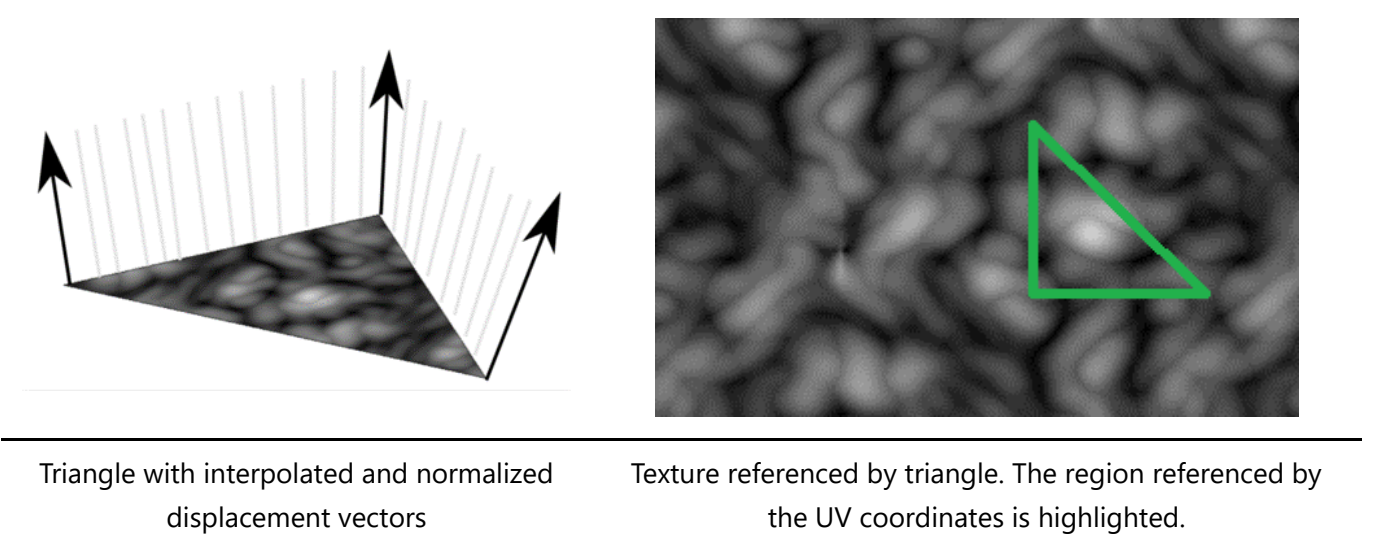 Triangle with interpolated and normalized
displacement vectors
Texture referenced by triangle. The region referenced by
the UV coordinates is highlighted.